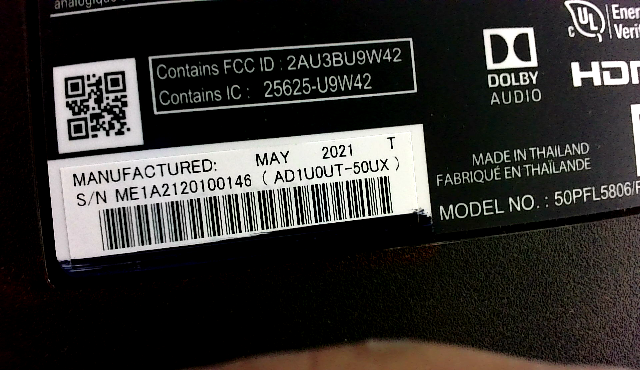 analogique
Contains FCC ID : 2AU3BU9W42
Contains IC : 25625-U9W42
DOLBY
AUDIO
c UL
MANUFACTURED: MAY 2021 T
S/N ME1A2120100146 ( AD1U0UT-50UX )
MADE IN THAILAND
FABRIQUÉ EN THAÏLANDE
MODEL NO. : 50PFL5806/